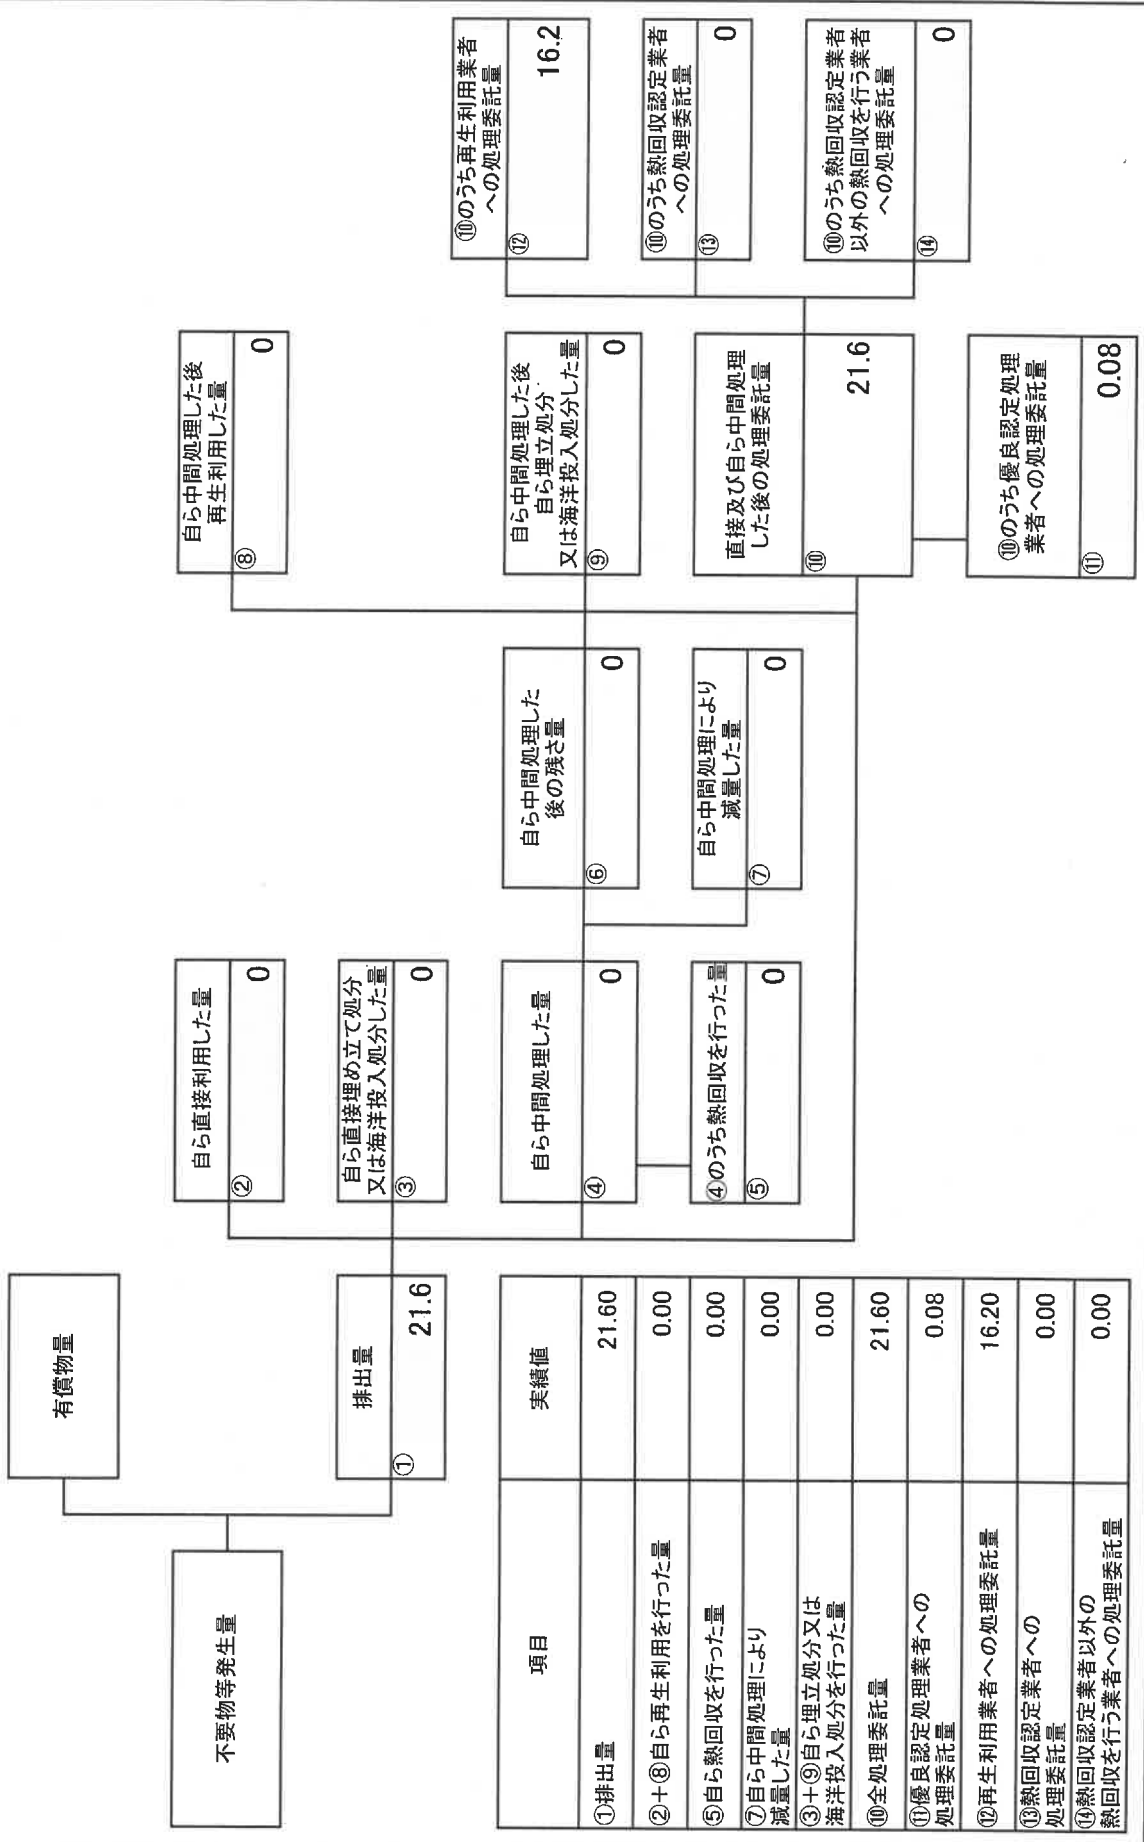 不要物等発生量
有償物量
排出量
①
21.6
自ら直接利用した量
②
0
自ら直接埋め立て処分
又は海洋投入処分した量
③
0
自ら中間処理した量
④
0
④のうち熱回収を行った量
⑤
0
自ら中間処理した
後の残さ量
⑥
0
自ら中間処理により
減量した量
⑦
0
自ら中間処理した後
再生利用した量
⑧
0
自ら中間処理した後
自ら埋立処分
又は海洋投入処分した量
⑨
0
直接及び自ら中間処理
した後の処理委託量
⑩
21.6
⑩のうち優良認定処理
業者への処理委託量
⑪
0.08
⑩のうち再生利用業者
への処理委託量
⑫
16.2
⑩のうち熱回収認定業者
への処理委託量
⑬
0
⑩のうち熱回収認定業者
以外の熱回収を行う業者
への処理委託量
⑭
0
項目 実績値
①排出量 21.60
②+⑧自ら再生利用を行った量 0.00
⑤自ら熱回収を行った量 0.00
⑦自ら中間処理により
減量した量 0.00
③+⑨自ら埋立処分又は
海洋投入処分を行った量 0.00
⑩全処理委託量 21.60
⑪優良認定処理業者への
処理委託量 0.08
⑫再生利用業者への処理委託量 16.20
⑬熱回収認定業者への
処理委託量 0.00
⑭熱回収認定業者以外の
熱回収を行う業者への処理委託量 0.00